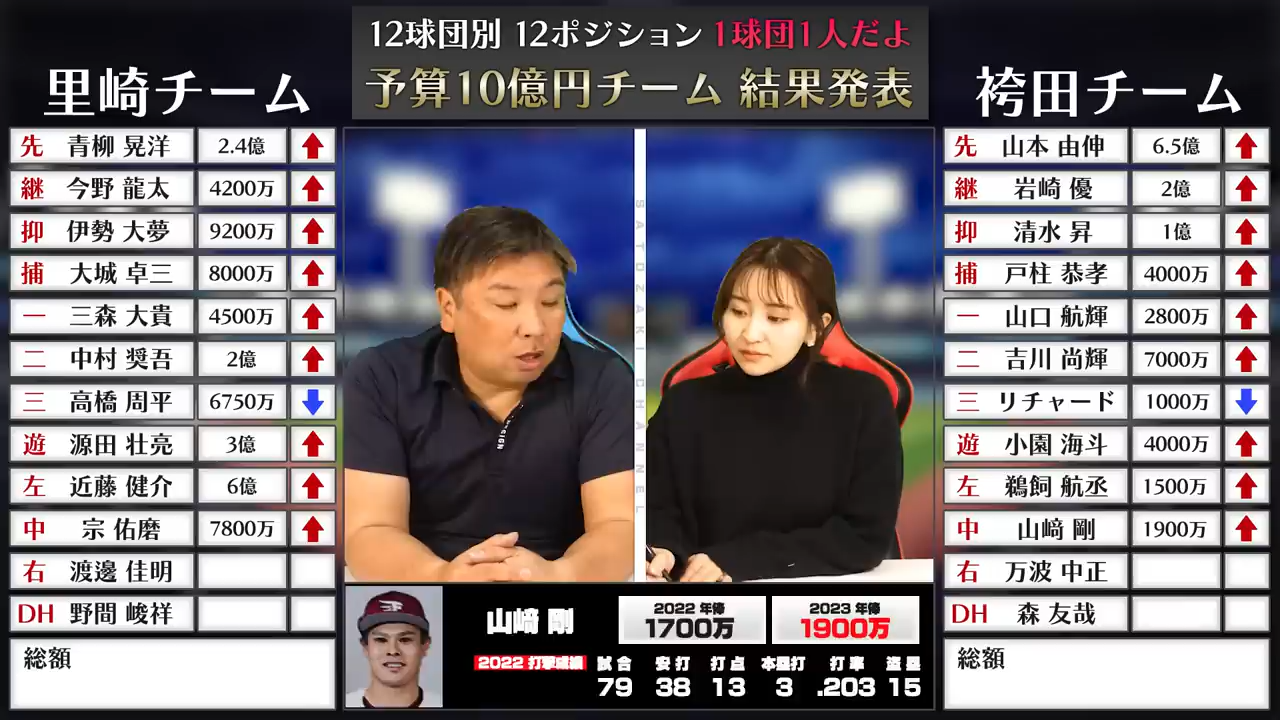 12球団別 12ポジション 1球団1人だよ
予算10億円チーム 結果発表
里崎チーム
先 青柳 晃洋 2.4億
継 今野 龍太 4200万
抑 伊勢 大夢 9200万
捕 大城 卓三 8000万
一 三森 大貴 4500万
二 中村 奨吾 2億
三 高橋 周平 6750万
遊 源田 壮亮 3億
左 近藤 健介 6億
中 宗 佑磨 7800万
右 渡邊 佳明
DH 野間 峻祥
総額
SATOZAKI CHANNEL
DESIGN
袴田チーム
先 山本 由伸 6.5億
継 岩崎 優 2億
抑 清水 昇 1億
捕 戸柱 恭孝 4000万
一 山口 航輝 2800万
二 吉川 尚輝 7000万
三 リチャード 1000万
遊 小園 海斗 4000万
左 鵜飼 航丞 1500万
中 山﨑 剛 1900万
右 万波 中正
DH 森 友哉
総額
山﨑 剛
2022 年俸
1700万
2023 年俸
1900万
2022 打撃成績 試合 安打 打点 本塁打 打率 盗塁
79 38 13 3 .203 15